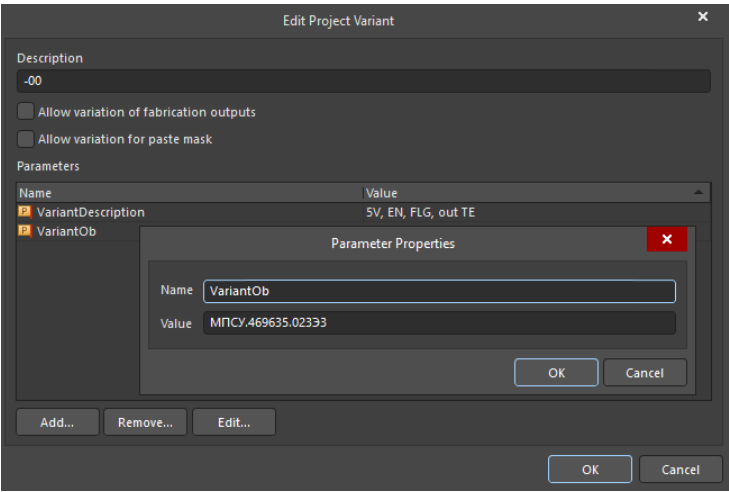 Edit Project Variant
Description
-00
Allow variation of fabrication outputs
Allow variation for paste mask
Parameters
Name Value
P VariantDescription 5V, EN, FLG, out TE
P VariantOb
Parameter Properties
Name VariantOb
Value МПСУ.469635.023Э3
OK Cancel
Add... Remove... Edit...
OK Cancel